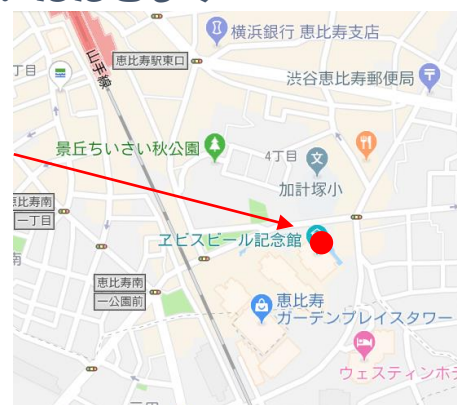 横浜銀行 恵比寿支店
山手線
恵比寿駅東口
丁目
渋谷恵比寿郵便局
景丘ちいさい秋公園
4丁目
文
加計塚小
比寿南
一丁目
ヱビスビール記念館
南
恵比寿南
一公園前
恵比寿
ガーデンプレイスタワー
ウェスティンホテ